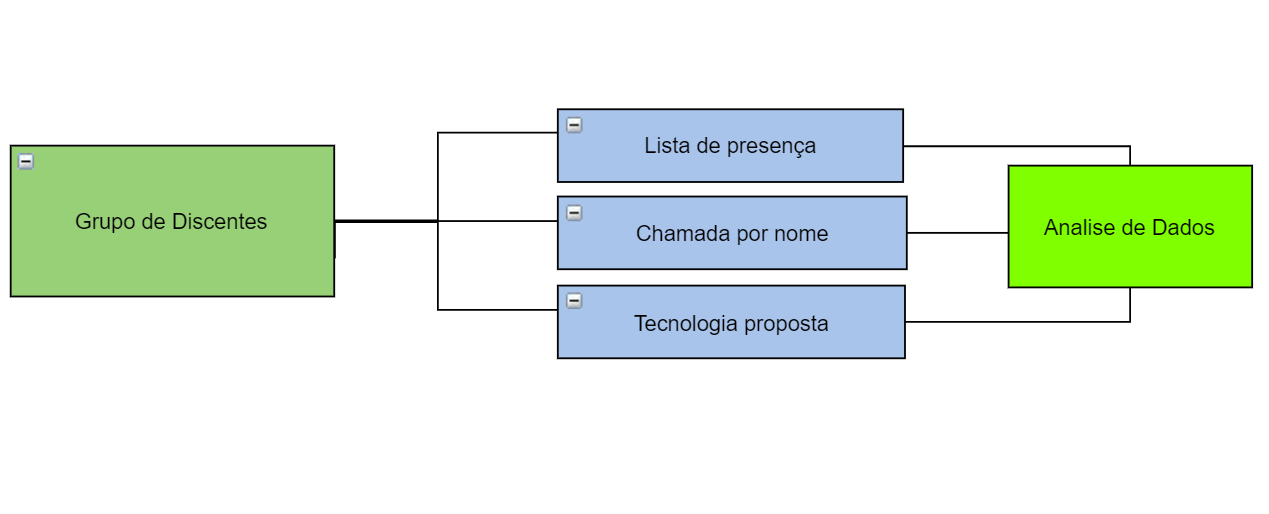 Grupo de Discentes
Lista de presença
Chamada por nome
Tecnologia proposta
Analise de Dados